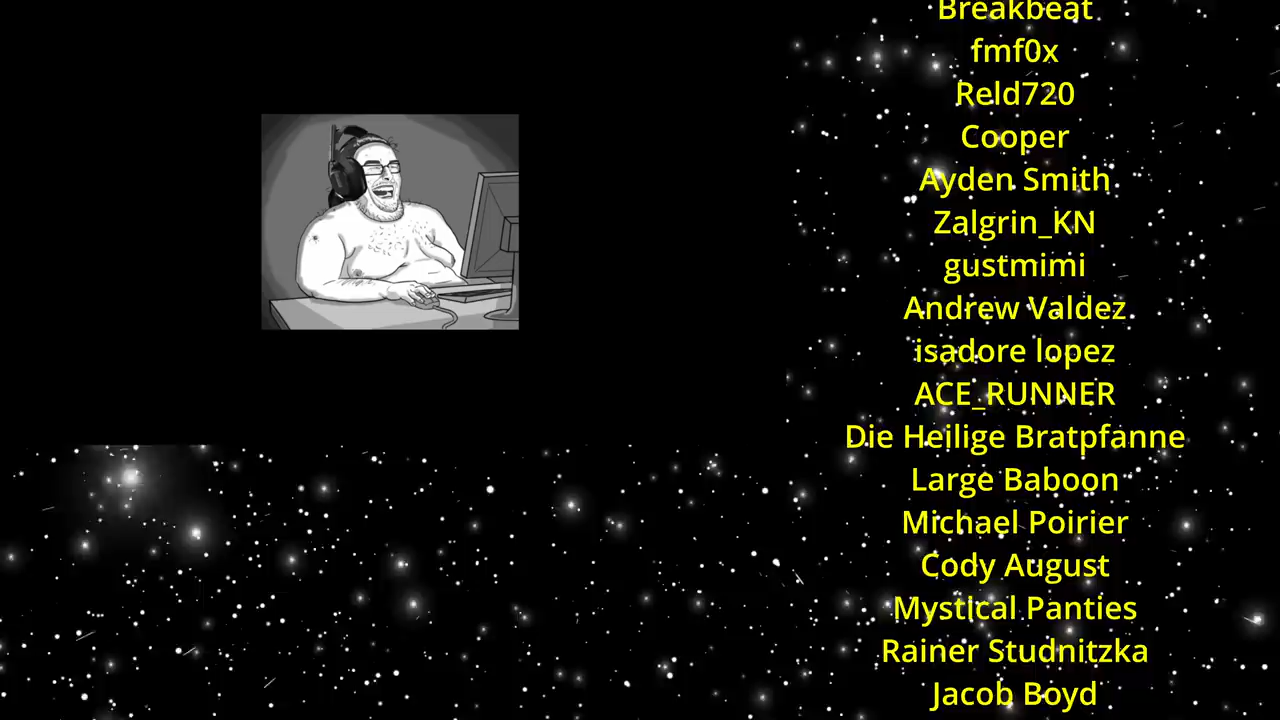 Breakbeat
fmf0x
Reld720
Cooper
Ayden Smith
Zalgrin_KN
gustmimi
Andrew Valdez
isadore lopez
ACE_RUNNER
Die Heilige Bratpfanne
Large Baboon
Michael Poirier
Cody August
Mystical Panties
Rainer Studnitzka
Jacob Boyd